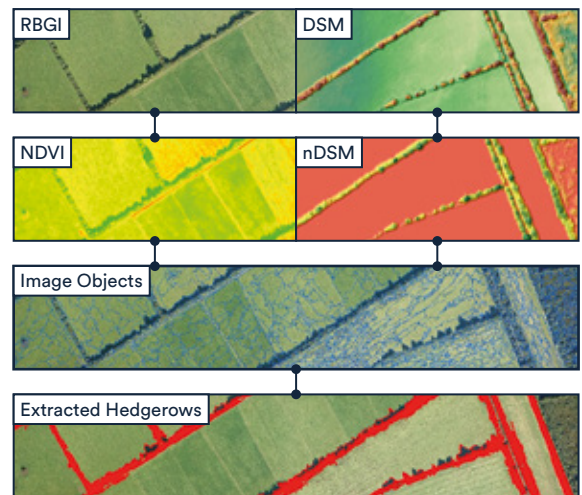 RBGI
DSM
NDVI
nDSM
Image Objects
Extracted Hedgerows